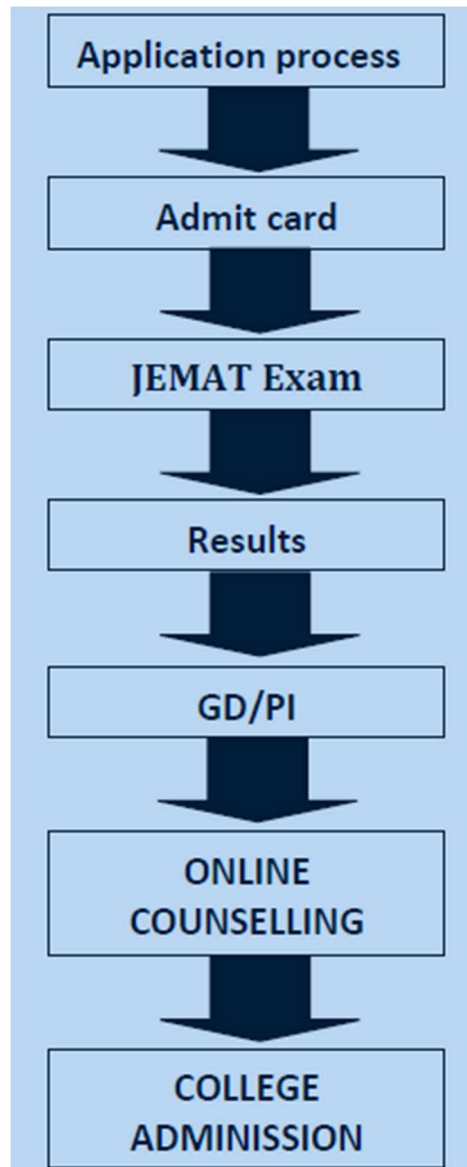 Application process
Admit card
JEMAT Exam
Results
GD/PI
ONLINE
COUNSELLING
COLLEGE
ADMINISSION